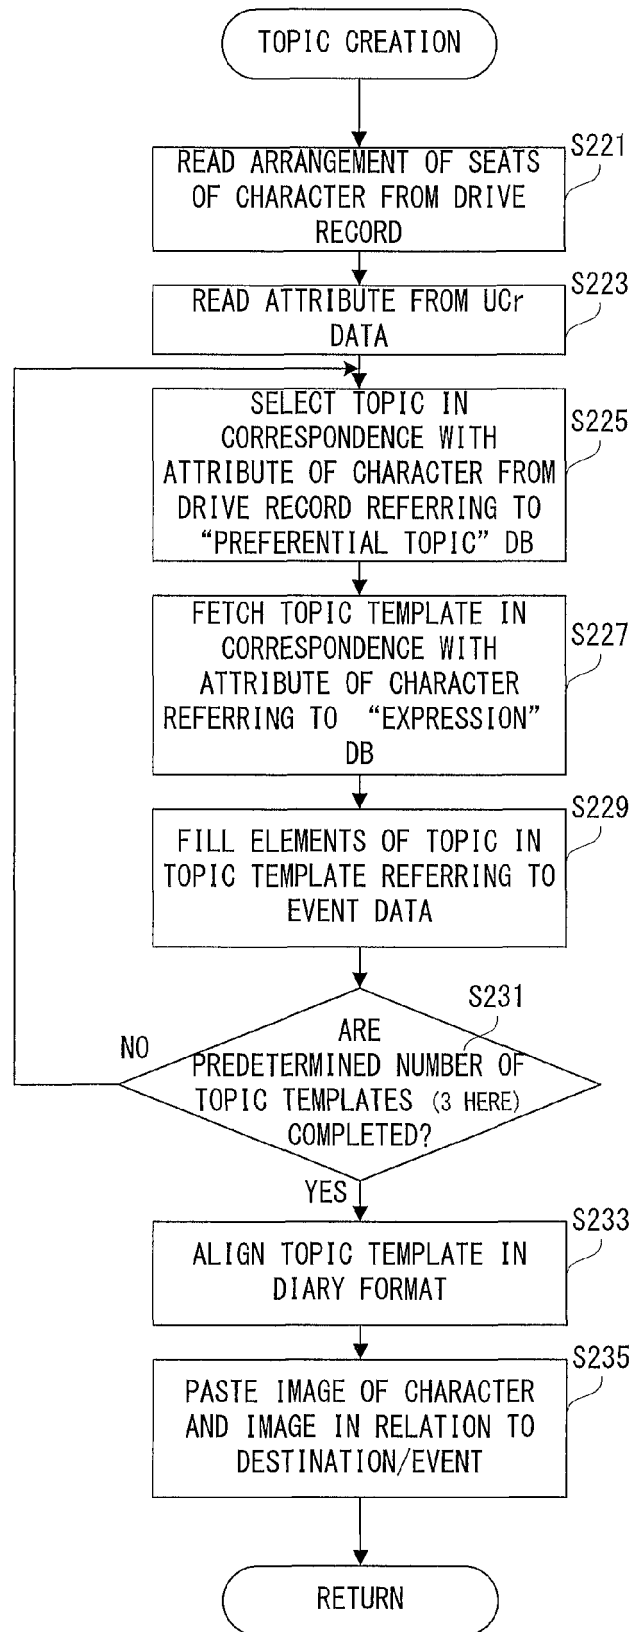 TOPIC CREATION
S221
READ ARRANGEMENT OF SEATS
OF CHARACTER FROM DRIVE
RECORD
S223
READ ATTRIBUTE FROM UCr
DATA
S225
SELECT TOPIC IN
CORRESPONDENCE WITH
ATTRIBUTE OF CHARACTER FROM
DRIVE RECORD REFERRING TO
“PREFERENTIAL TOPIC” DB
S227
FETCH TOPIC TEMPLATE IN
CORRESPONDENCE WITH
ATTRIBUTE OF CHARACTER
REFERRING TO “EXPRESSION”
DB
S229
FILL ELEMENTS OF TOPIC IN
TOPIC TEMPLATE REFERRING TO
EVENT DATA
S231
ARE
PREDETERMINED NUMBER OF
TOPIC TEMPLATES (3 HERE)
COMPLETED?
NO
YES
S233
ALIGN TOPIC TEMPLATE IN
DIARY FORMAT
S235
PASTE IMAGE OF CHARACTER
AND IMAGE IN RELATION TO
DESTINATION/EVENT
RETURN